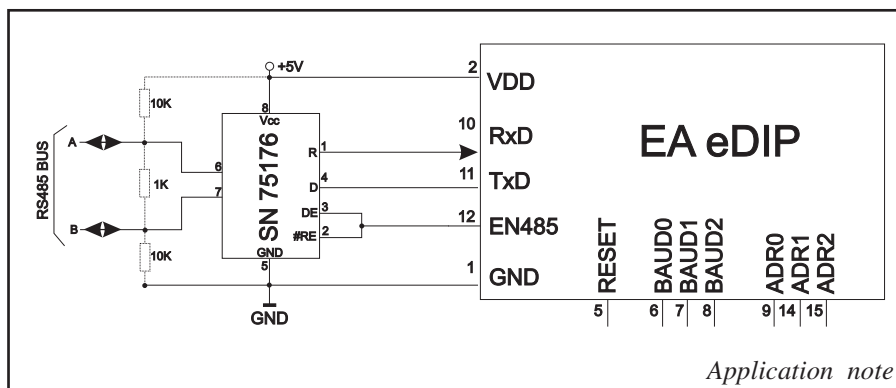 +5V
2
VDD
10K
8
Vcc
10
RxD
EA eDIP
A
6
R
1
RS485 BUS
1K
SN 75176
11
TxD
7
D
4
DE
3
12
EN485
B
#RE
2
10K
GND
5
1
GND
GND
RESET
BAUD0
BAUD1
BAUD2
ADR0
ADR1
ADR2
5
6
7
8
9
14
15
Application note